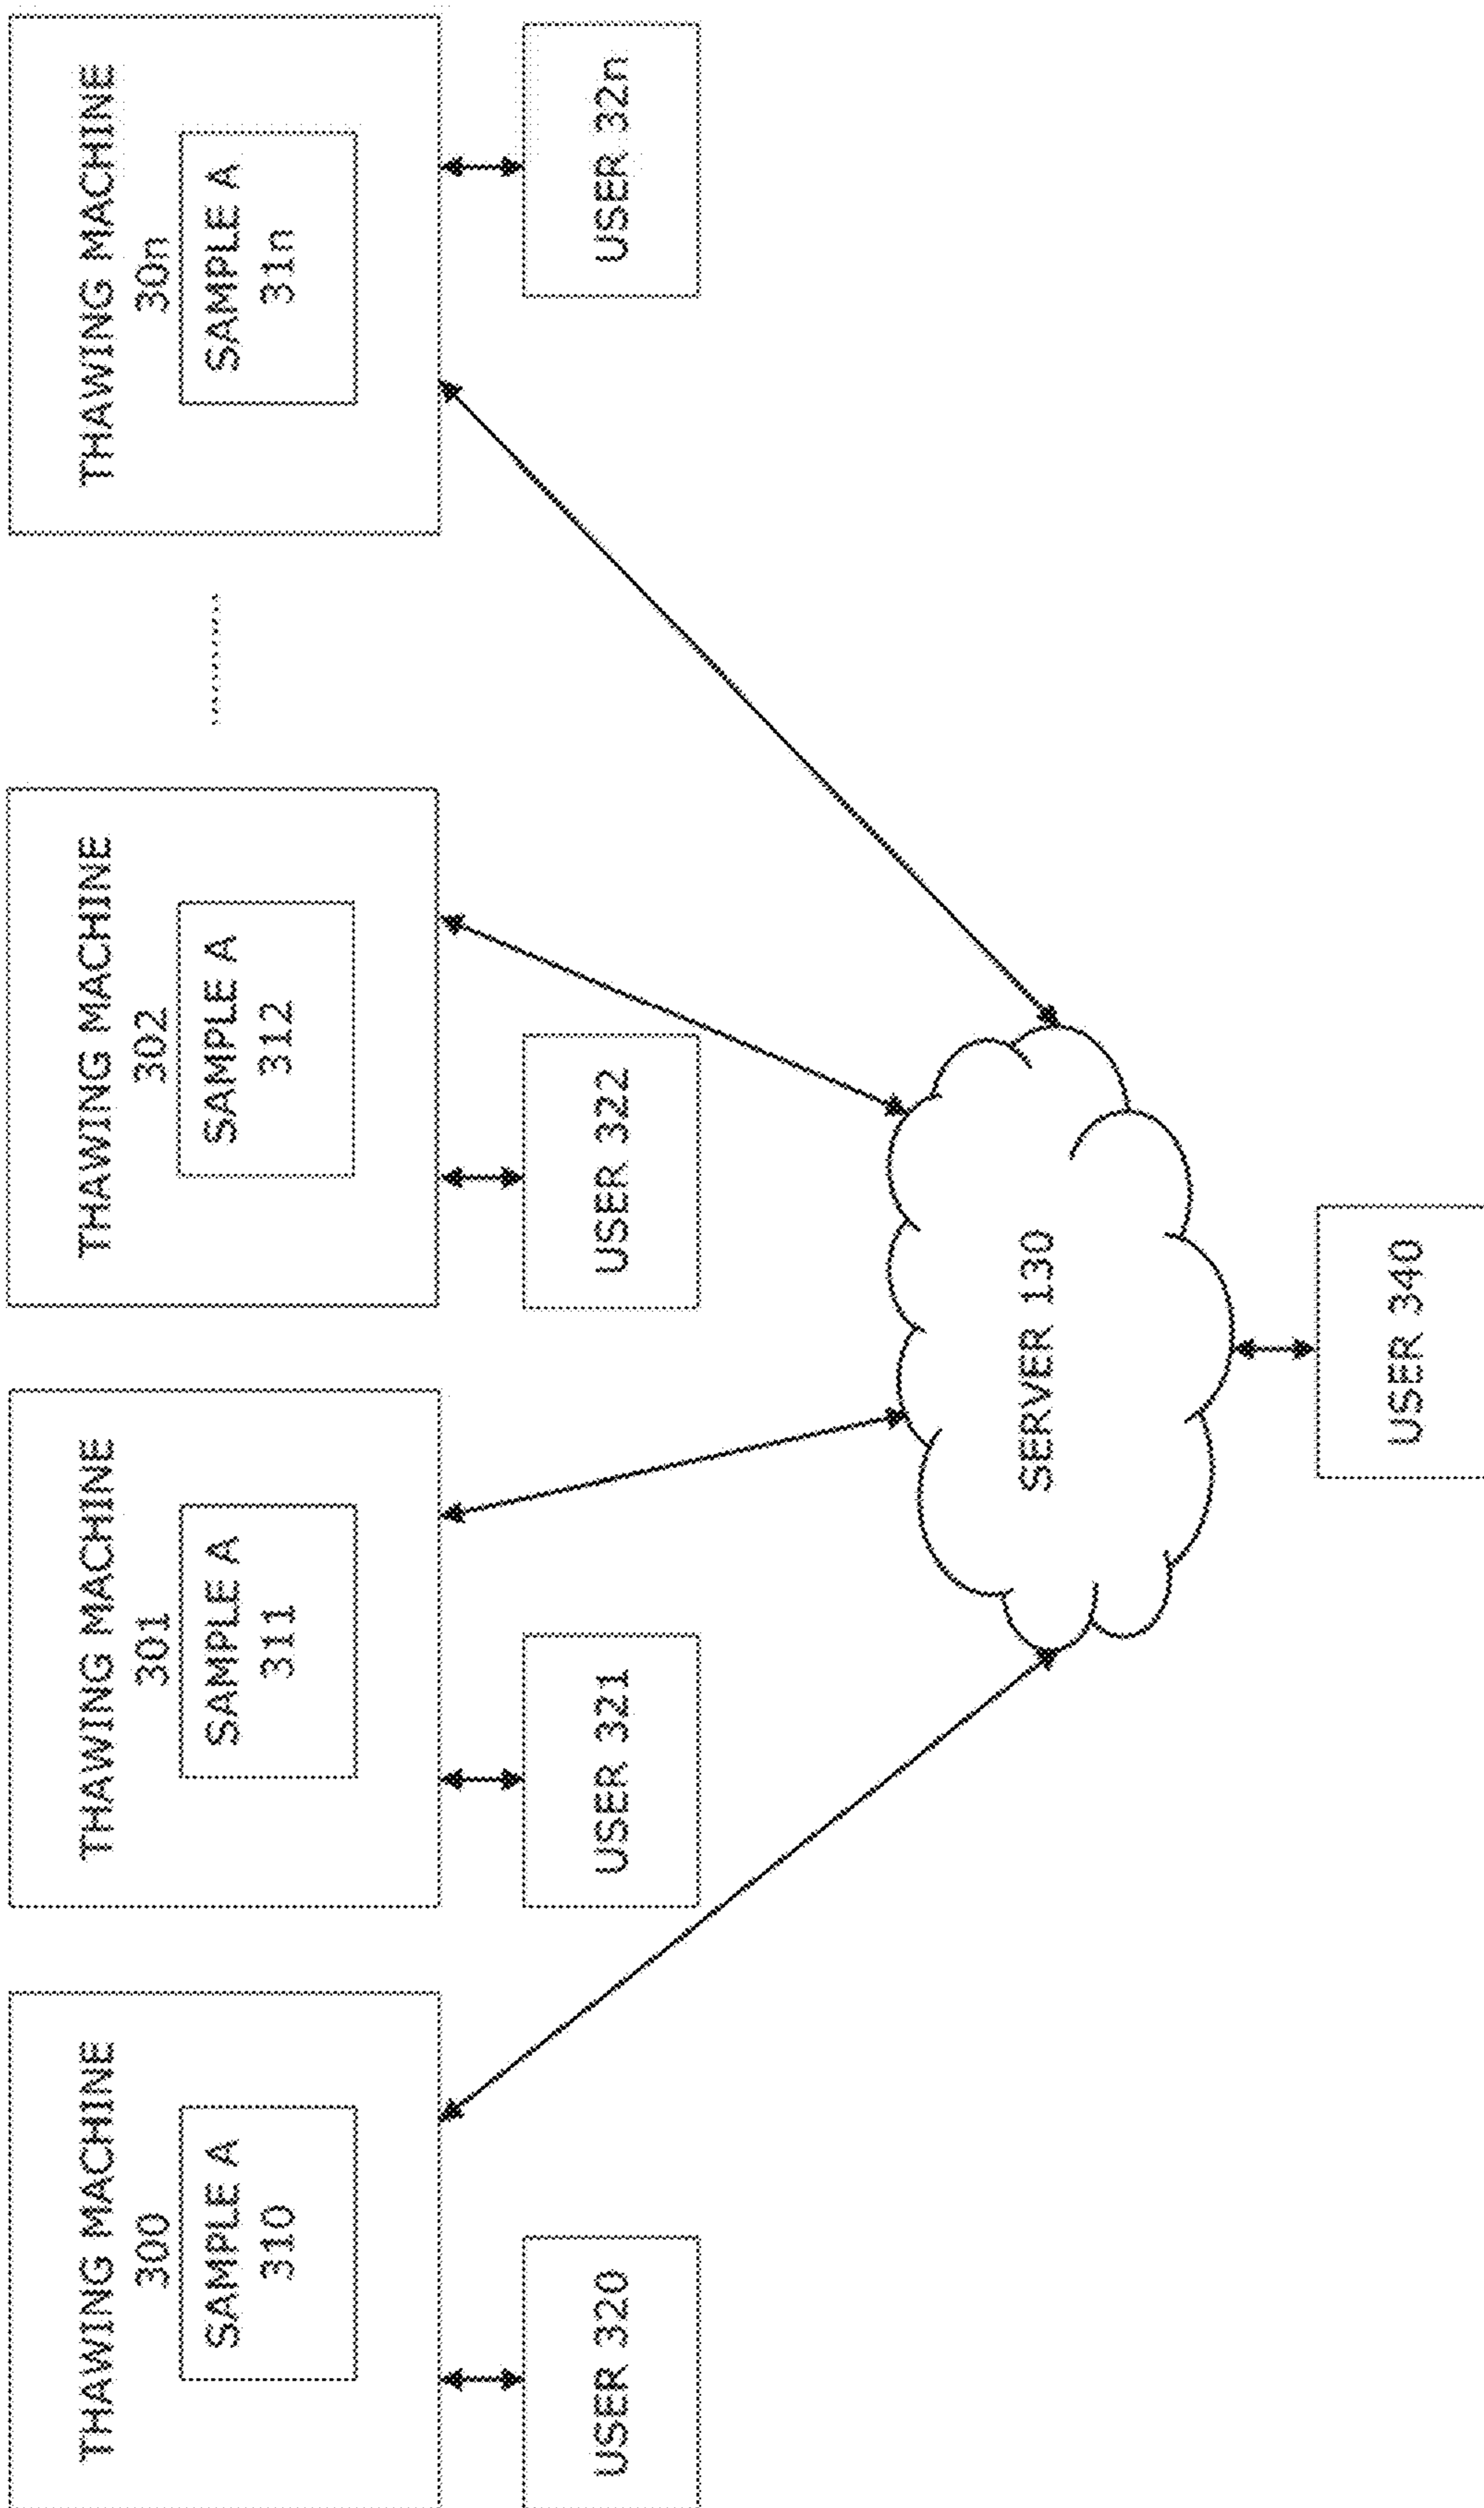 THAWING MACHINE
300
SAMPLE A
310
USER 320
THAWING MACHINE
301
SAMPLE A
311
USER 321
THAWING MACHINE
302
SAMPLE A
312
USER 322
THAWING MACHINE
30n
SAMPLE A
31n
USER 32n
SERVER 130
USER 340